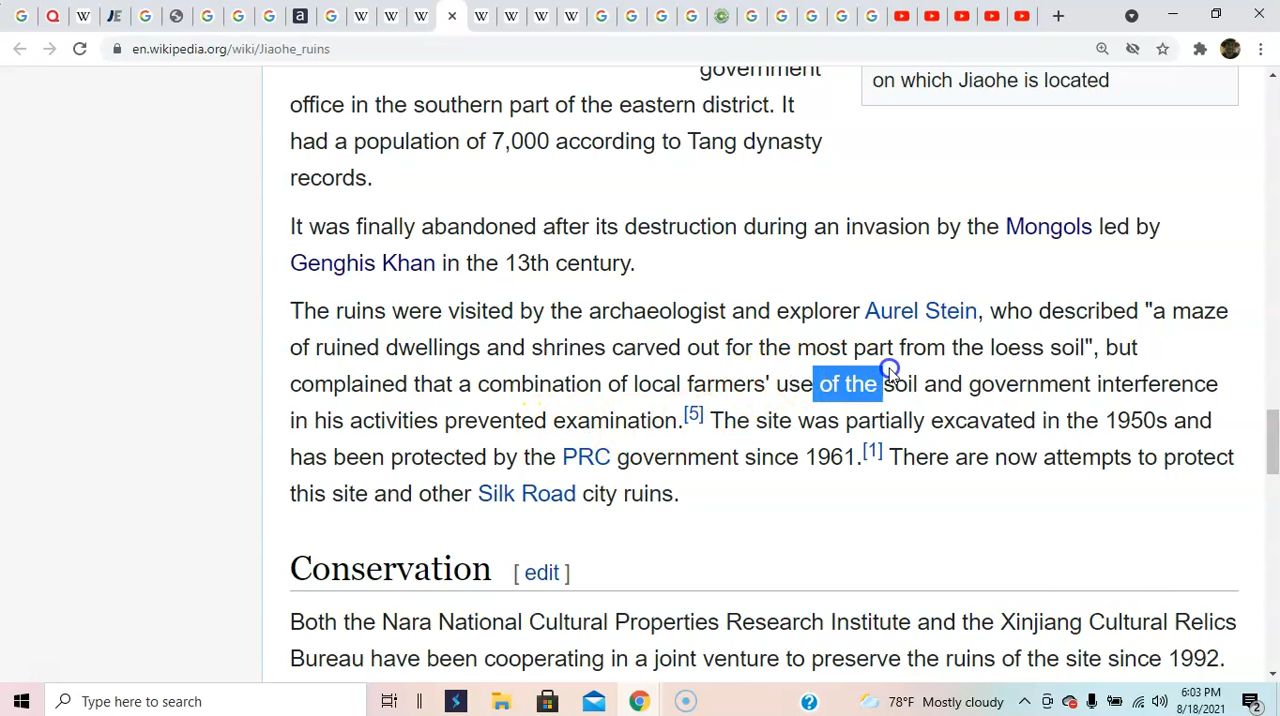 en.wikipedia.org/wiki/Jiaohe_ruins
government
on which Jiaohe is located
office in the southern part of the eastern district. It
had a population of 7,000 according to Tang dynasty
records.
It was finally abandoned after its destruction during an invasion by the Mongols led by
Genghis Khan in the 13th century.
The ruins were visited by the archaeologist and explorer Aurel Stein, who described "a maze
of ruined dwellings and shrines carved out for the most part from the loess soil", but
complained that a combination of local farmers' use of the soil and government interference
in his activities prevented examination.[5] The site was partially excavated in the 1950s and
has been protected by the PRC government since 1961.[1] There are now attempts to protect
this site and other Silk Road city ruins.
Conservation [ edit ]
Both the Nara National Cultural Properties Research Institute and the Xinjiang Cultural Relics
Bureau have been cooperating in a joint venture to preserve the ruins of the site since 1992.
Type here to search
78°F Mostly cloudy
6:03 PM
8/18/2021
2